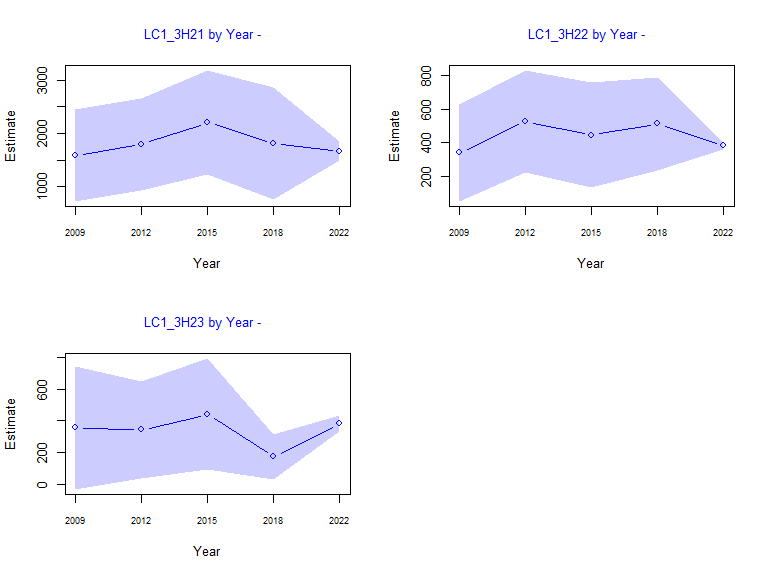 LC1_3H21 by Year -
Estimate
3000
2000
1000
2009 2012 2015 2018 2022
Year
LC1_3H22 by Year -
Estimate
800
600
400
200
2009 2012 2015 2018 2022
Year
LC1_3H23 by Year -
Estimate
600
200
0
2009 2012 2015 2018 2022
Year